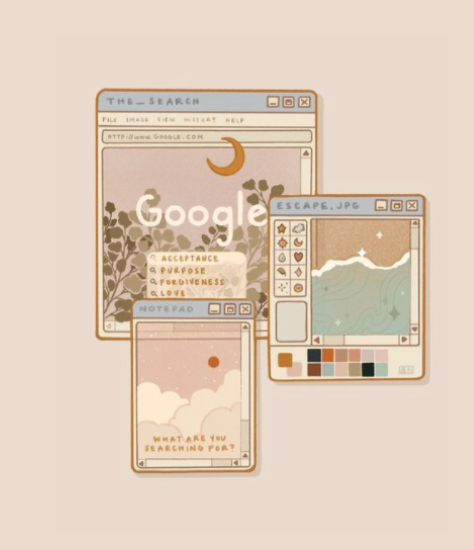 THE_SEARCH
FILE IMAGE VIEW HISTORY HELP
HTTP://WWW.GOOGLE.COM
Google
ACCEPTANCE
PURPOSE
FORGIVENESS
LOVE
ESCAPE.JPG
NOTEPAD
WHAT ARE YOU
SEARCHING FOR?